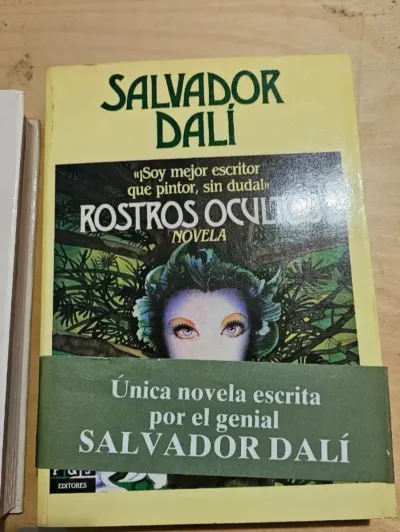 SALVADOR
DALÍ
«¡Soy mejor escritor
que pintor, sin duda!»
ROSTROS OCULTOS
NOVELA
Única novela escrita
por el genial
SALVADOR DALÍ
EDITORES